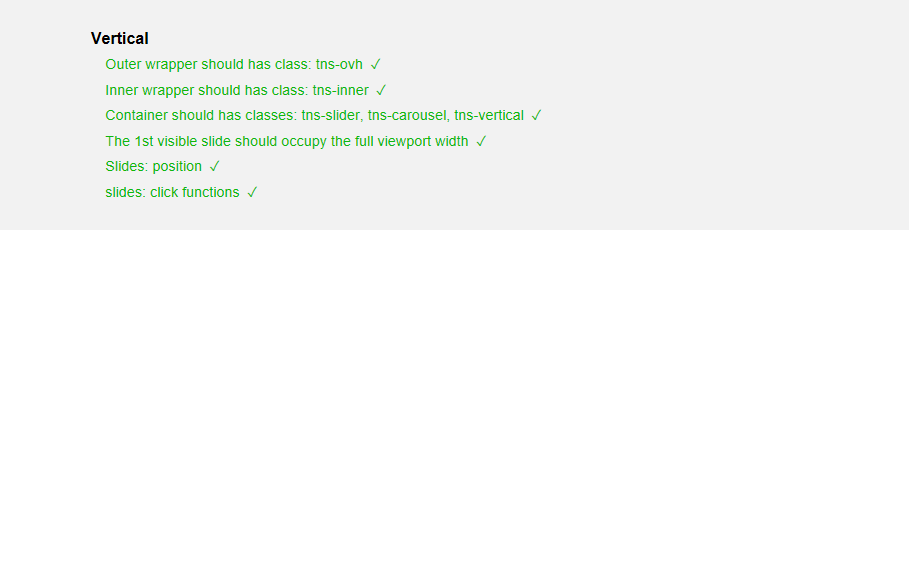 Vertical
Outer wrapper should has class: tns-ovh ✓
Inner wrapper should has class: tns-inner ✓
Container should has classes: tns-slider, tns-carousel, tns-vertical ✓
The 1st visible slide should occupy the full viewport width ✓
Slides: position ✓
slides: click functions ✓